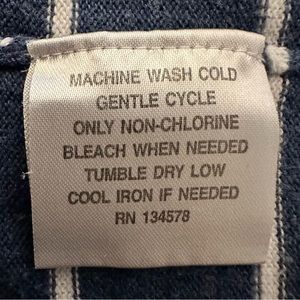 MACHINE WASH COLD
GENTLE CYCLE
ONLY NON-CHLORINE
BLEACH WHEN NEEDED
TUMBLE DRY LOW
COOL IRON IF NEEDED
RN 134578